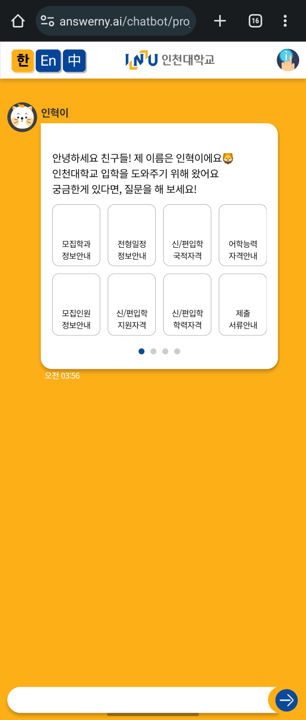 answerny.ai/chatbot/pro
16
한 En 中
INU 인천대학교
인혁이
안녕하세요 친구들! 제 이름은 인혁이에요🦁
인천대학교 입학을 도와주기 위해 왔어요
궁금한게 있다면, 질문을 해 보세요!
모집학과
정보안내
전형일정
정보안내
신/편입학
국적자격
어학능력
자격안내
모집인원
정보안내
신/편입학
지원자격
신/편입학
학력자격
제출
서류안내
오전 03:56